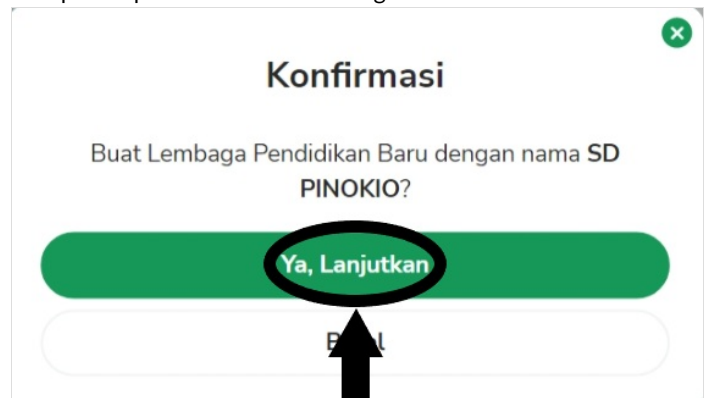 Konfirmasi
Buat Lembaga Pendidikan Baru dengan nama SD
PINOKIO?
Ya, Lanjutkan